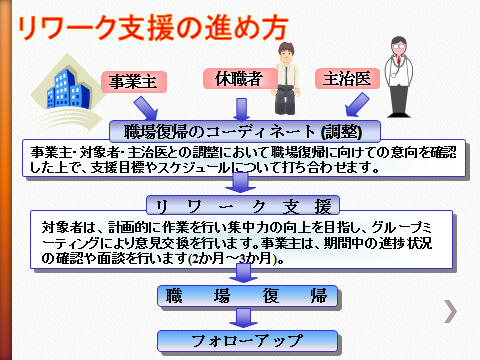 リワーク支援の進め方
事業主
休職者
主治医
職場復帰のコーディネート(調整)
事業主・対象者・主治医との調整において職場復帰に向けての意向を確認
した上で、支援目標やスケジュールについて打ち合わせます。
リワーク支援
対象者は、計画的に作業を行い集中力の向上を目指し、グループミ
ーティングにより意見交換を行います。事業主は、期間中の進捗状況
の確認や面談を行います(2か月～3か月)。
職場復帰
フォローアップ